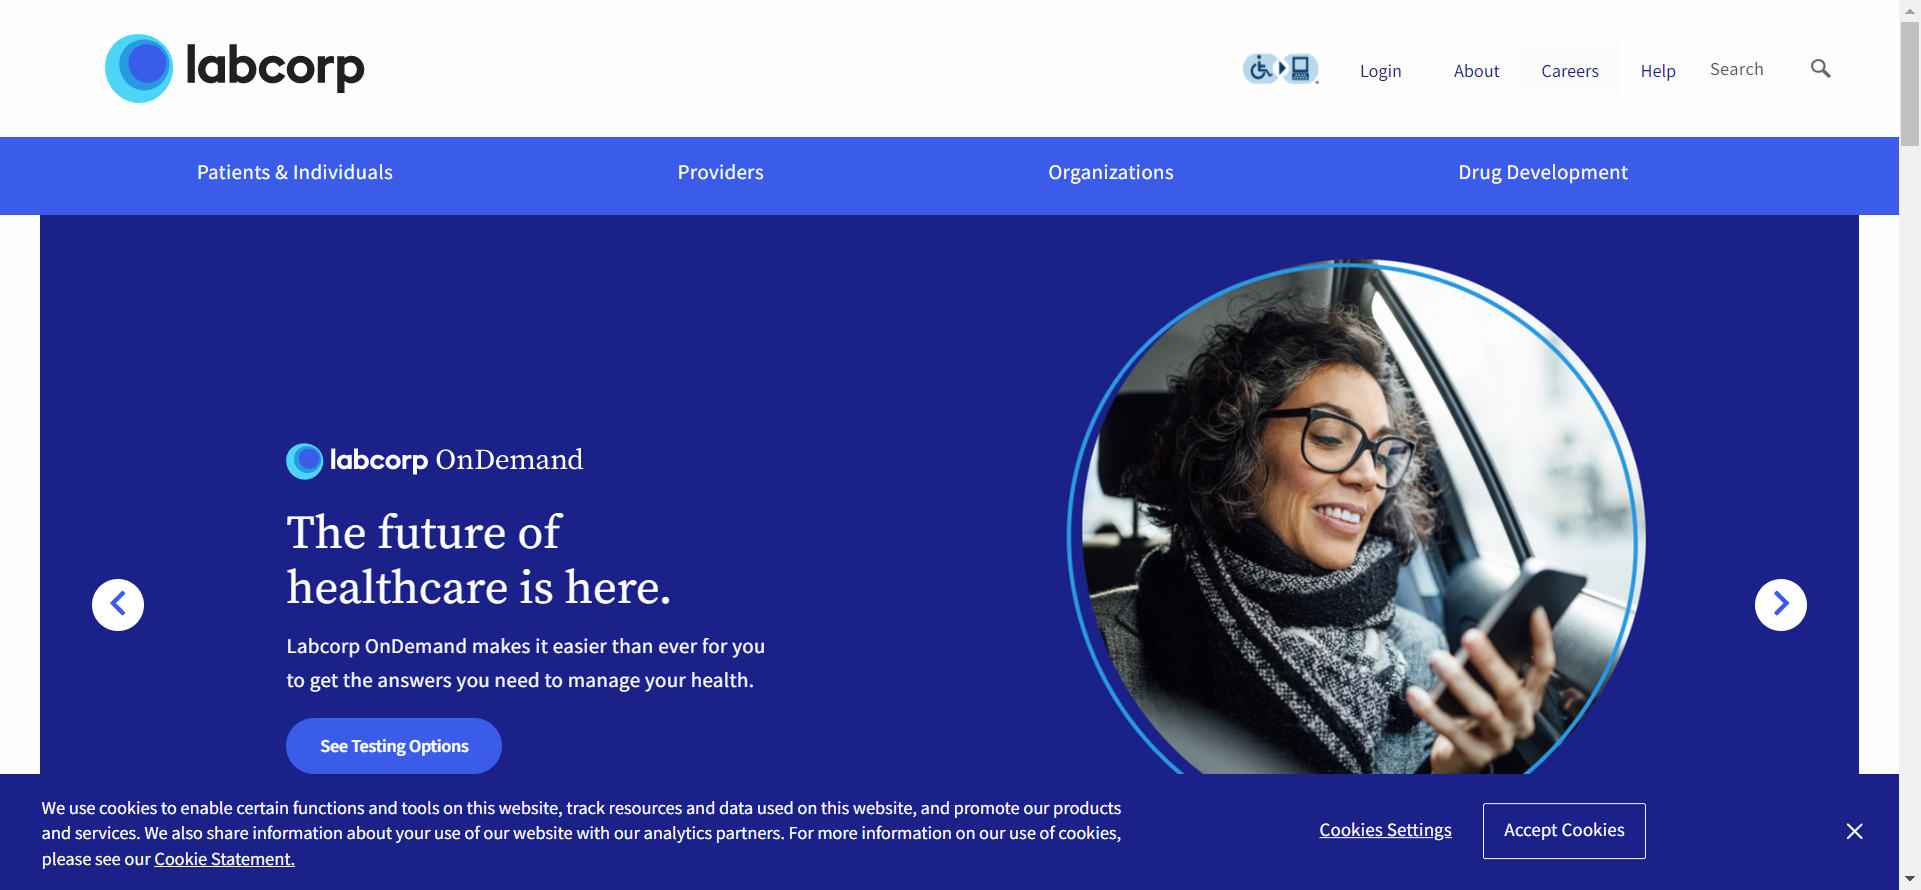 labcorp
Login About Careers Help Search
Patients & Individuals Providers Organizations Drug Development
labcorp OnDemand
The future of
healthcare is here.
Labcorp OnDemand makes it easier than ever for you
to get the answers you need to manage your health.
See Testing Options
We use cookies to enable certain functions and tools on this website, track resources and data used on this website, and promote our products
and services. We also share information about your use of our website with our analytics partners. For more information on our use of cookies,
please see our Cookie Statement.
Cookies Settings
Accept Cookies